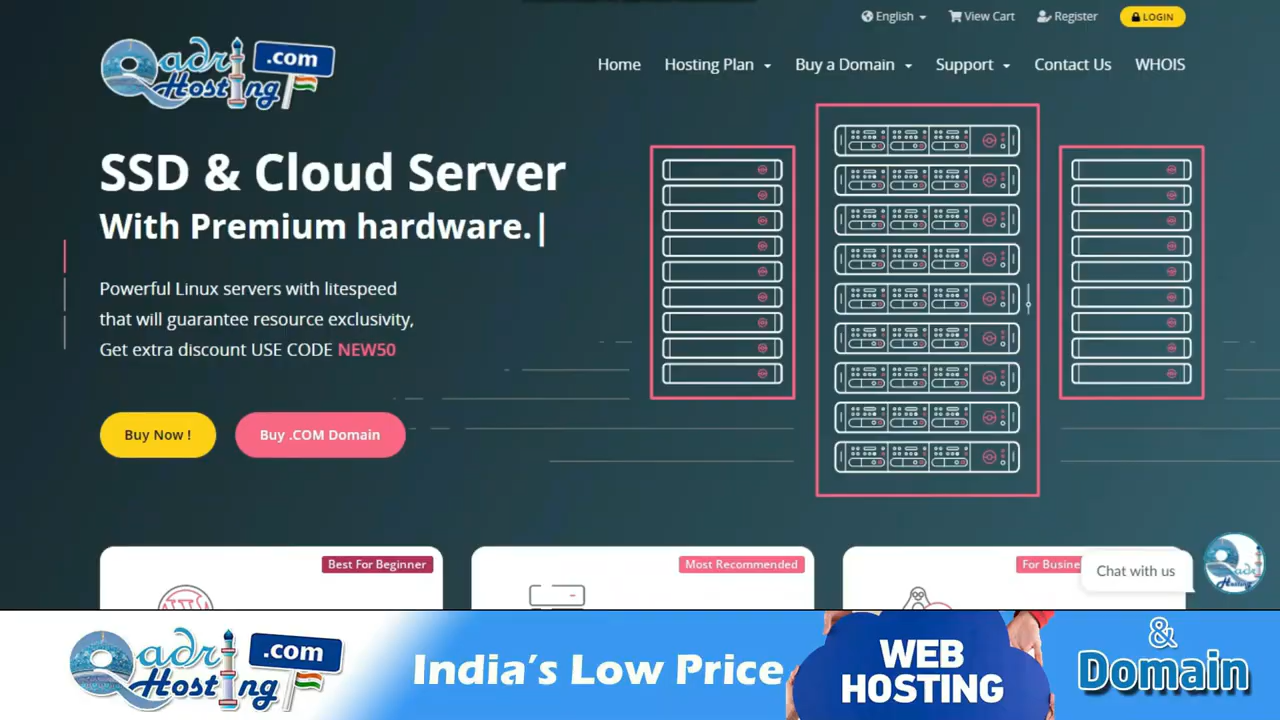 English
View Cart
Register
LOGIN
Qadri .com
Hosting
Home
Hosting Plan
Buy a Domain
Support
Contact Us
WHOIS
SSD & Cloud Server
With Premium hardware.|
Powerful Linux servers with litespeed
that will guarantee resource exclusivity,
Get extra discount USE CODE NEW50
Buy Now !
Buy .COM Domain
Best For Beginner
Most Recommended
For Busine
Chat with us
Qadri
Hosting
Qadri .com
Hosting
India's Low Price
WEB
HOSTING
&
Domain